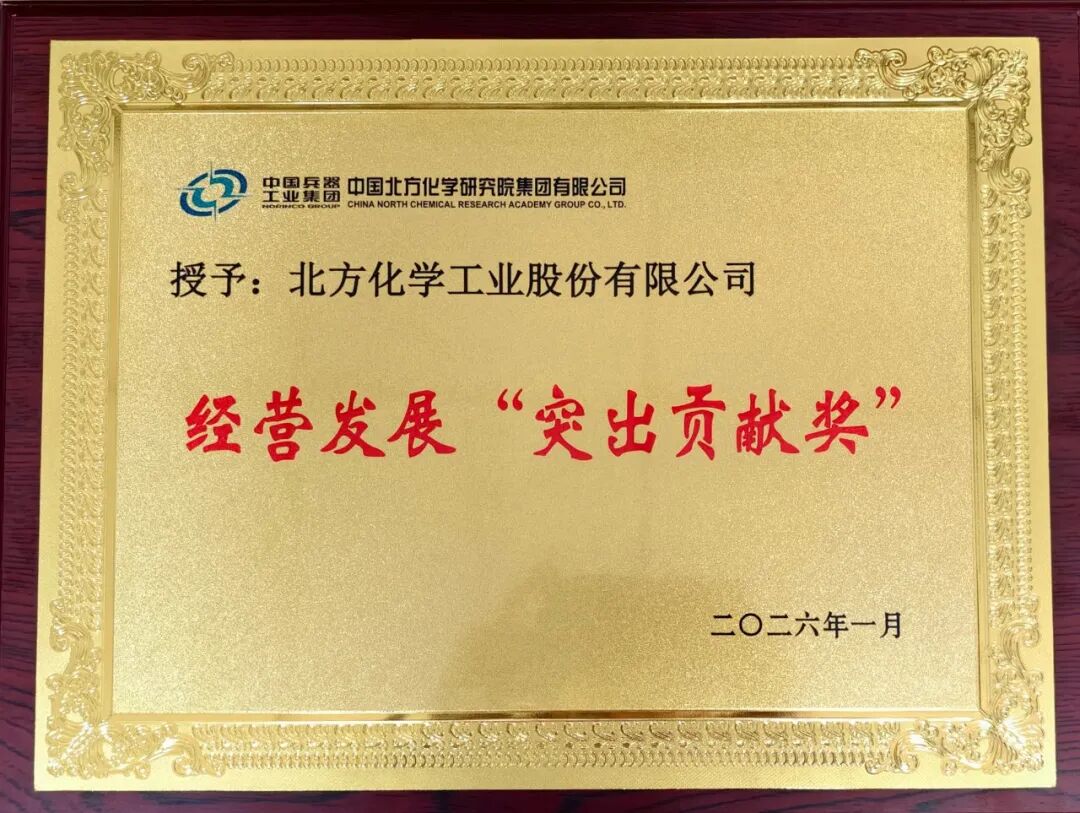 中国兵器
工业集团
NORINCO GROUP
中国北方化学研究院集团有限公司
CHINA NORTH CHEMICAL RESEARCH ACADEMY GROUP CO., LTD.
授予：北方化学工业股份有限公司
经营发展“突出贡献奖”
二〇二六年一月